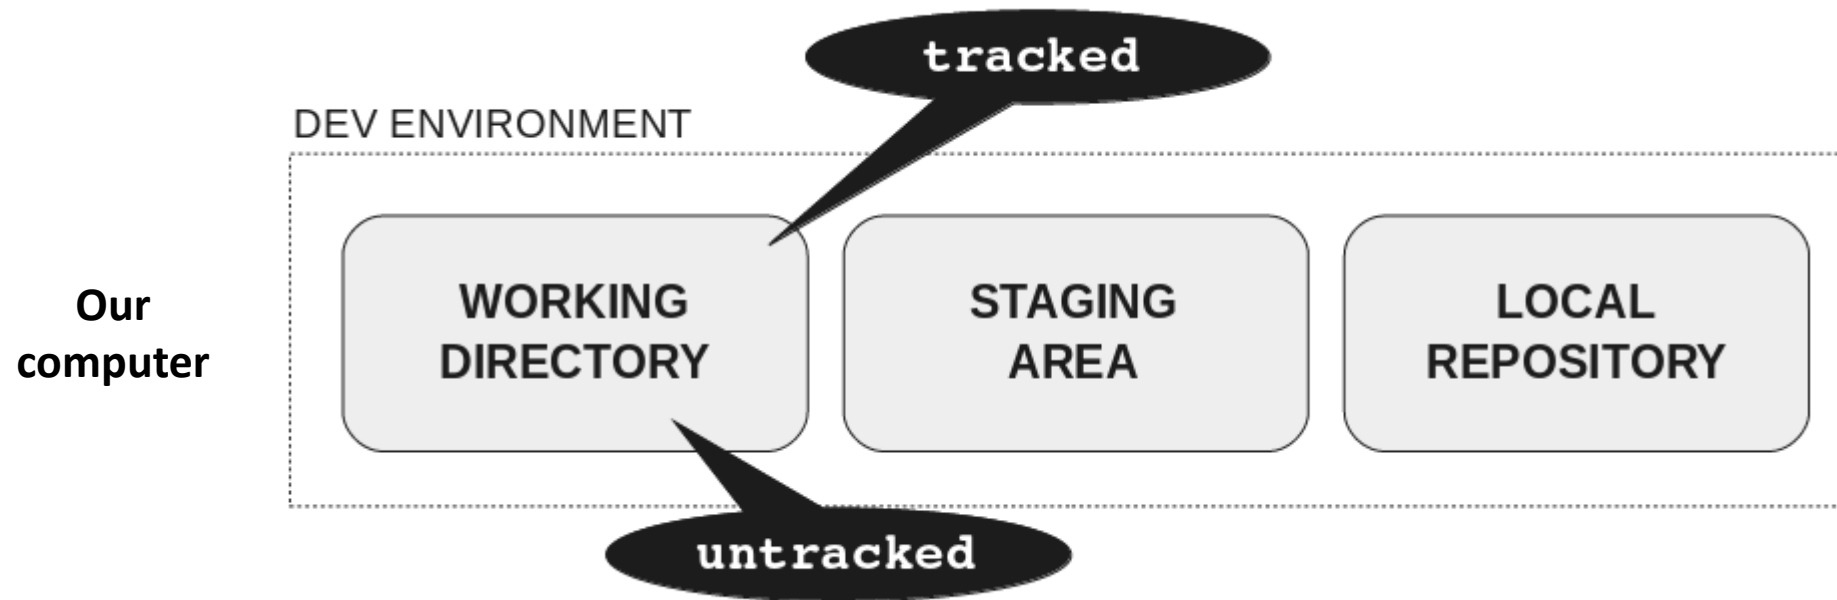 tracked
DEV ENVIRONMENT
Our
computer
WORKING
DIRECTORY
STAGING
AREA
LOCAL
REPOSITORY
untracked